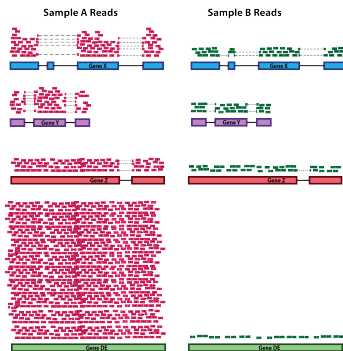 Sample A Reads
Sample B Reads
Gene X
Gene X
Gene Y
Gene Y
Gene Z
Gene Z
Gene DE
Gene DE